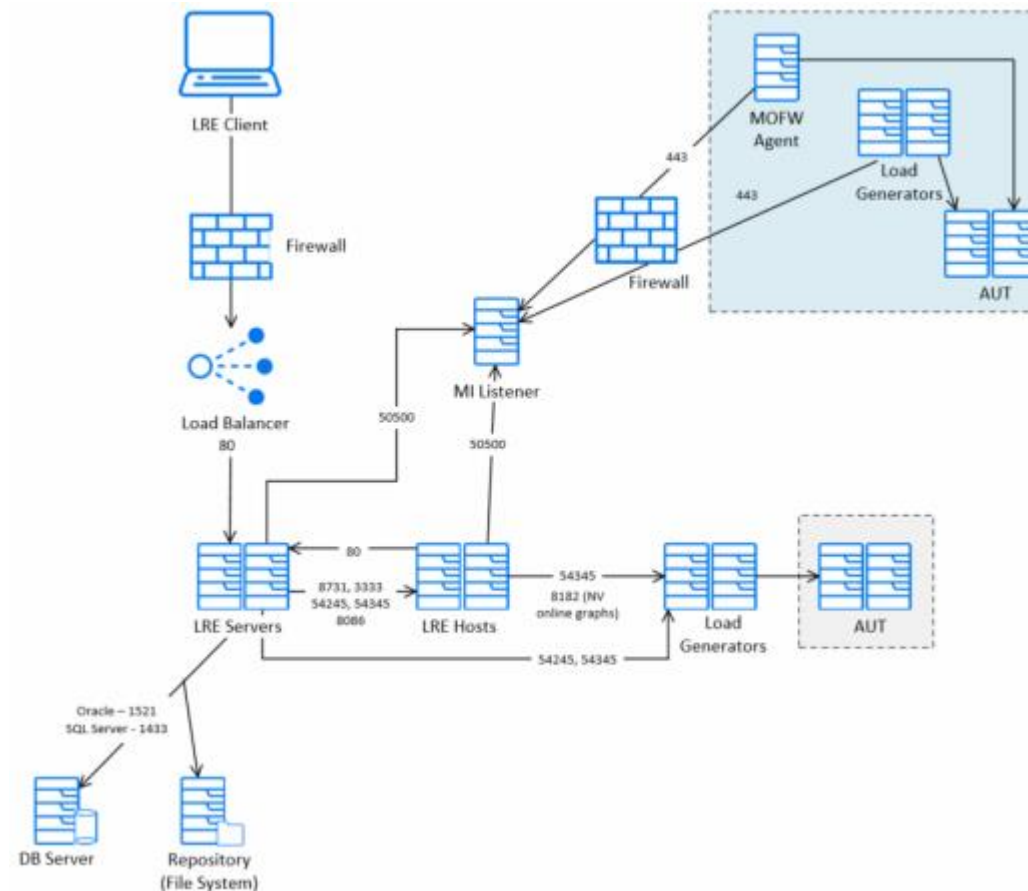 LRE Client
MOFW
Agent
443
Load
Generators
443
Firewall
Firewall
AUT
MI Listener
Load Balancer
80
50500
50500
80
8731, 3333
54245, 54345
8086
54345
8182 (NV
online graphs)
LRE Servers
LRE Hosts
Load
Generators
AUT
54245, 54345
Oracle – 1521
SQL Server - 1433
DB Server
Repository
(File System)